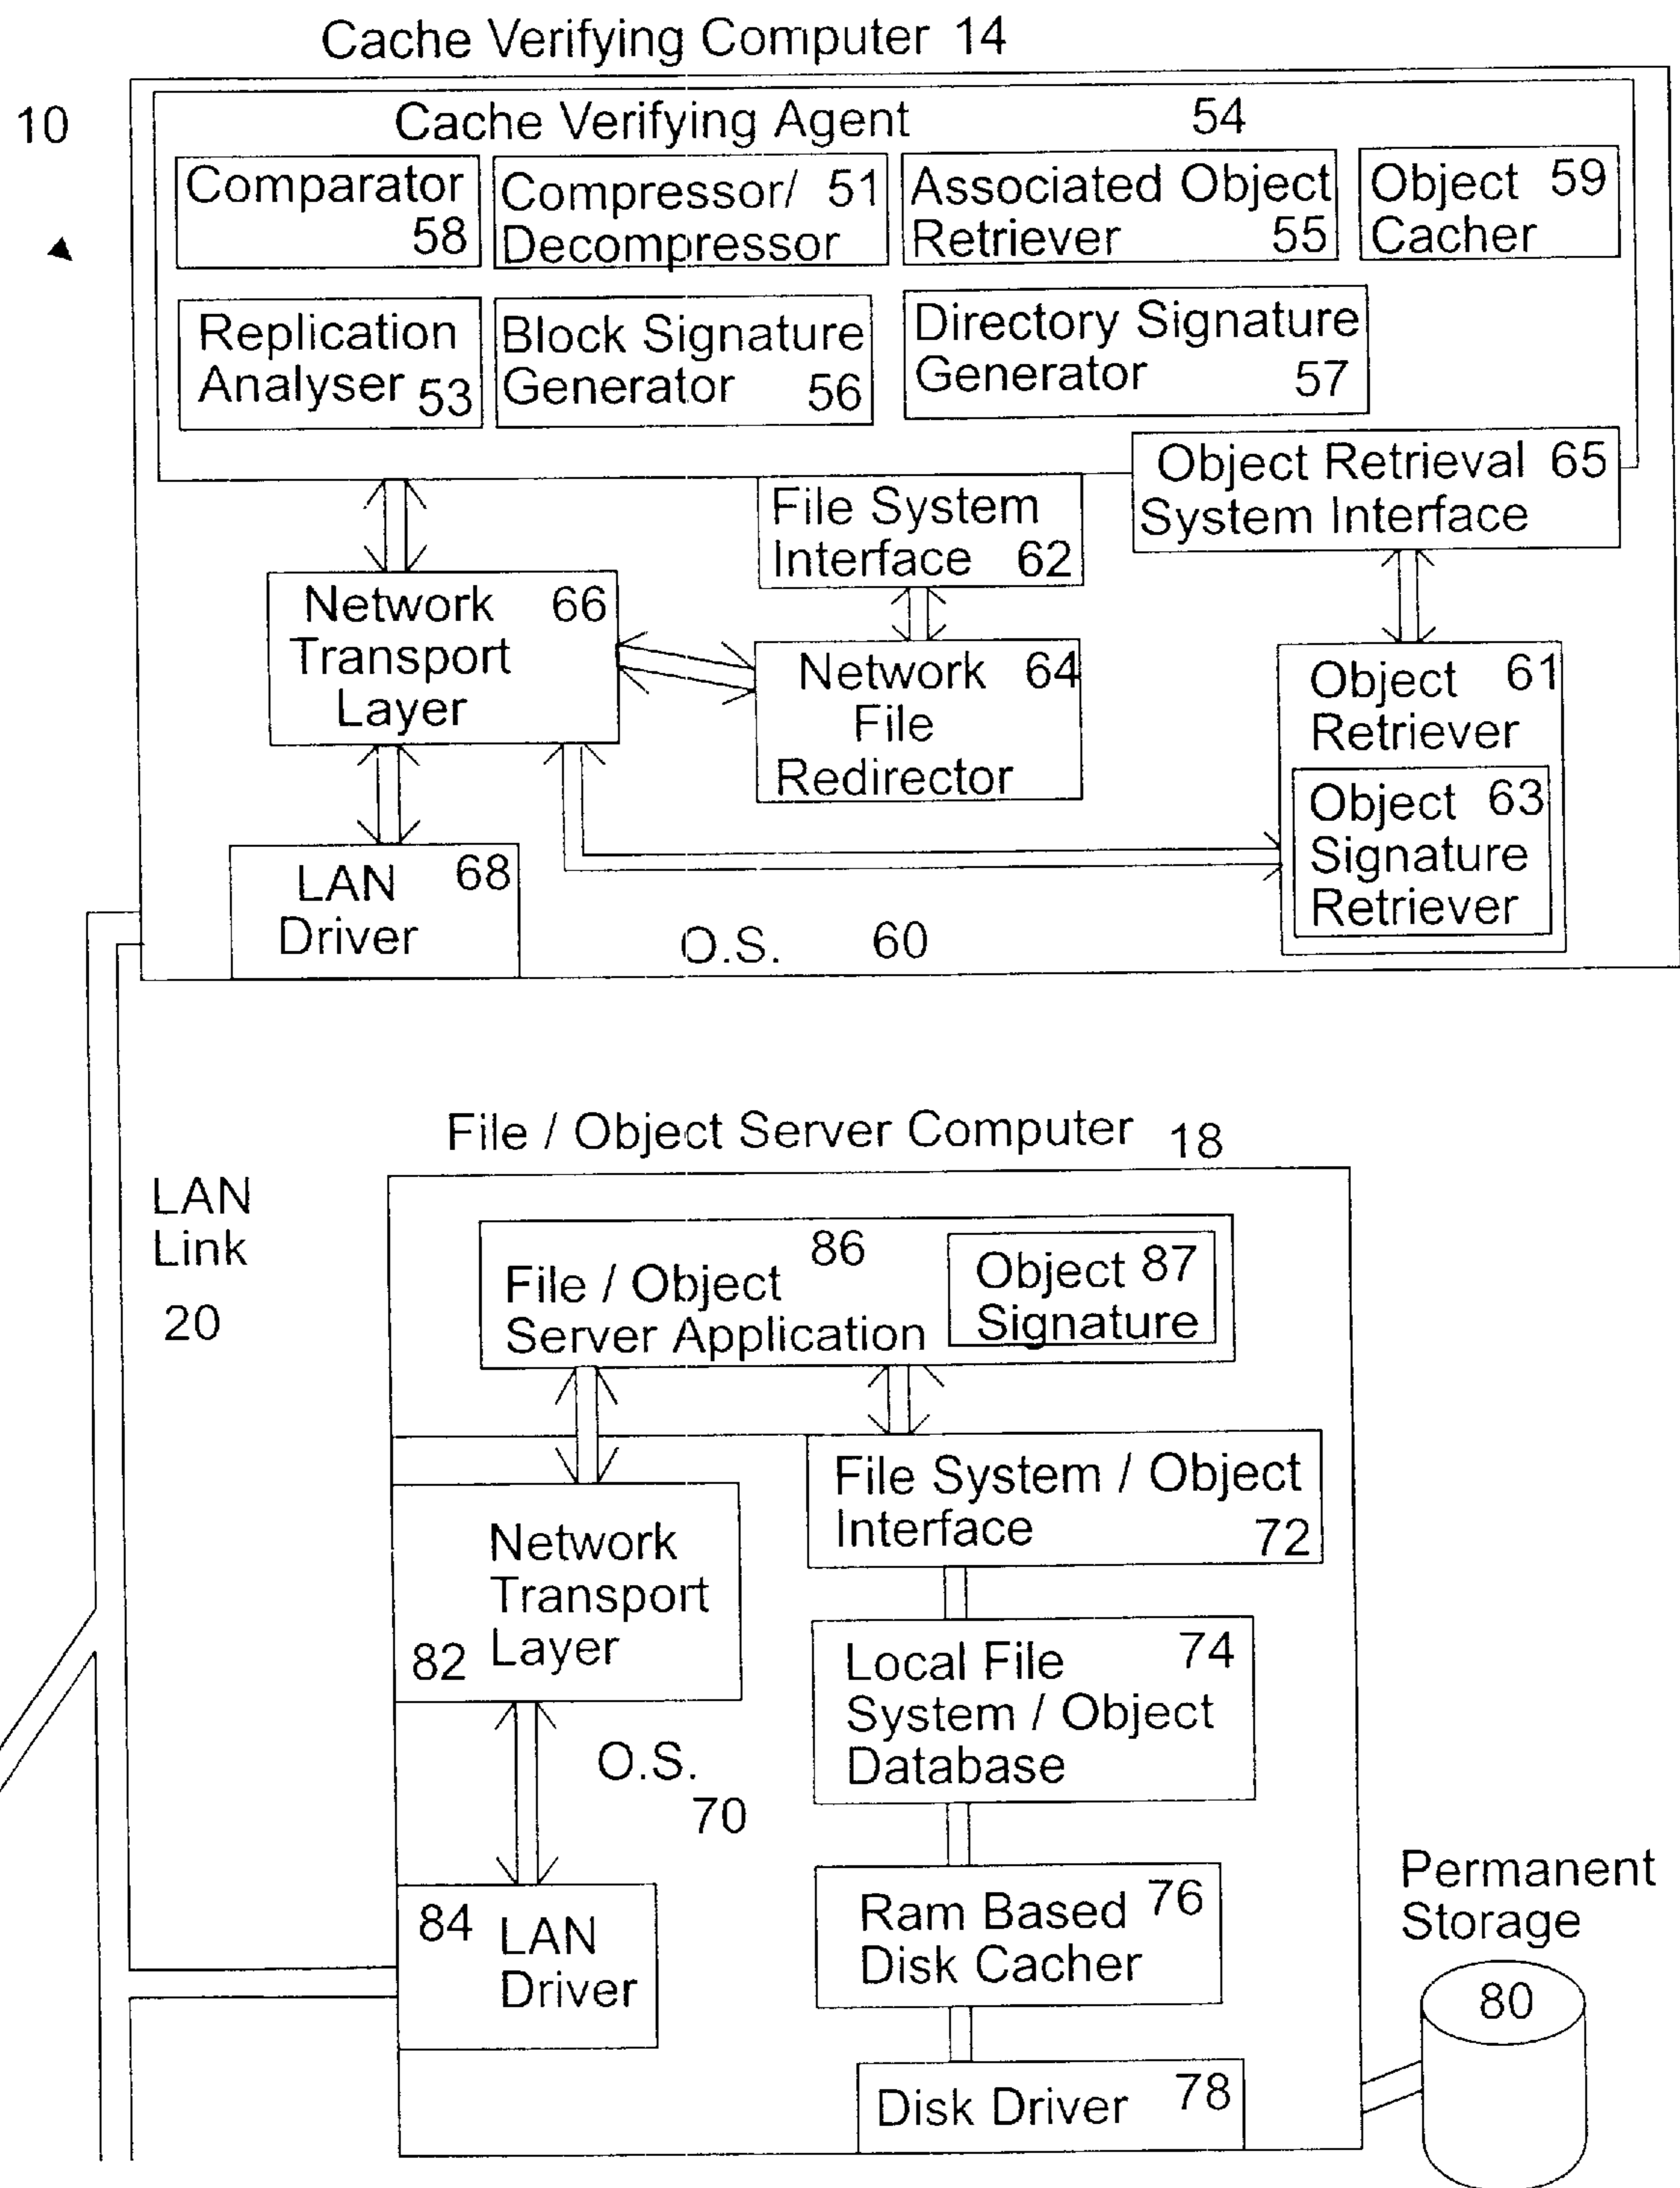 Cache Verifying Computer 14
10
Cache Verifying Agent 54
Comparator
58
Compressor/ 51
Decompressor
Associated Object
Retriever 55
Object 59
Cacher
Replication
Analyser 53
Block Signature
Generator 56
Directory Signature
Generator 57
Object Retrieval 65
System Interface
File System
Interface 62
Network 66
Transport
Layer
Network 64
File
Redirector
Object 61
Retriever
Object 63
Signature
Retriever
LAN 68
Driver
O.S. 60
File / Object Server Computer 18
LAN
Link
20
86
File / Object
Server Application
Object 87
Signature
File System / Object
Interface 72
Network
Transport
82 Layer
Local File 74
System / Object
Database
O.S.
70
Ram Based 76
Disk Cacher
84 LAN
Driver
Disk Driver 78
Permanent
Storage
80